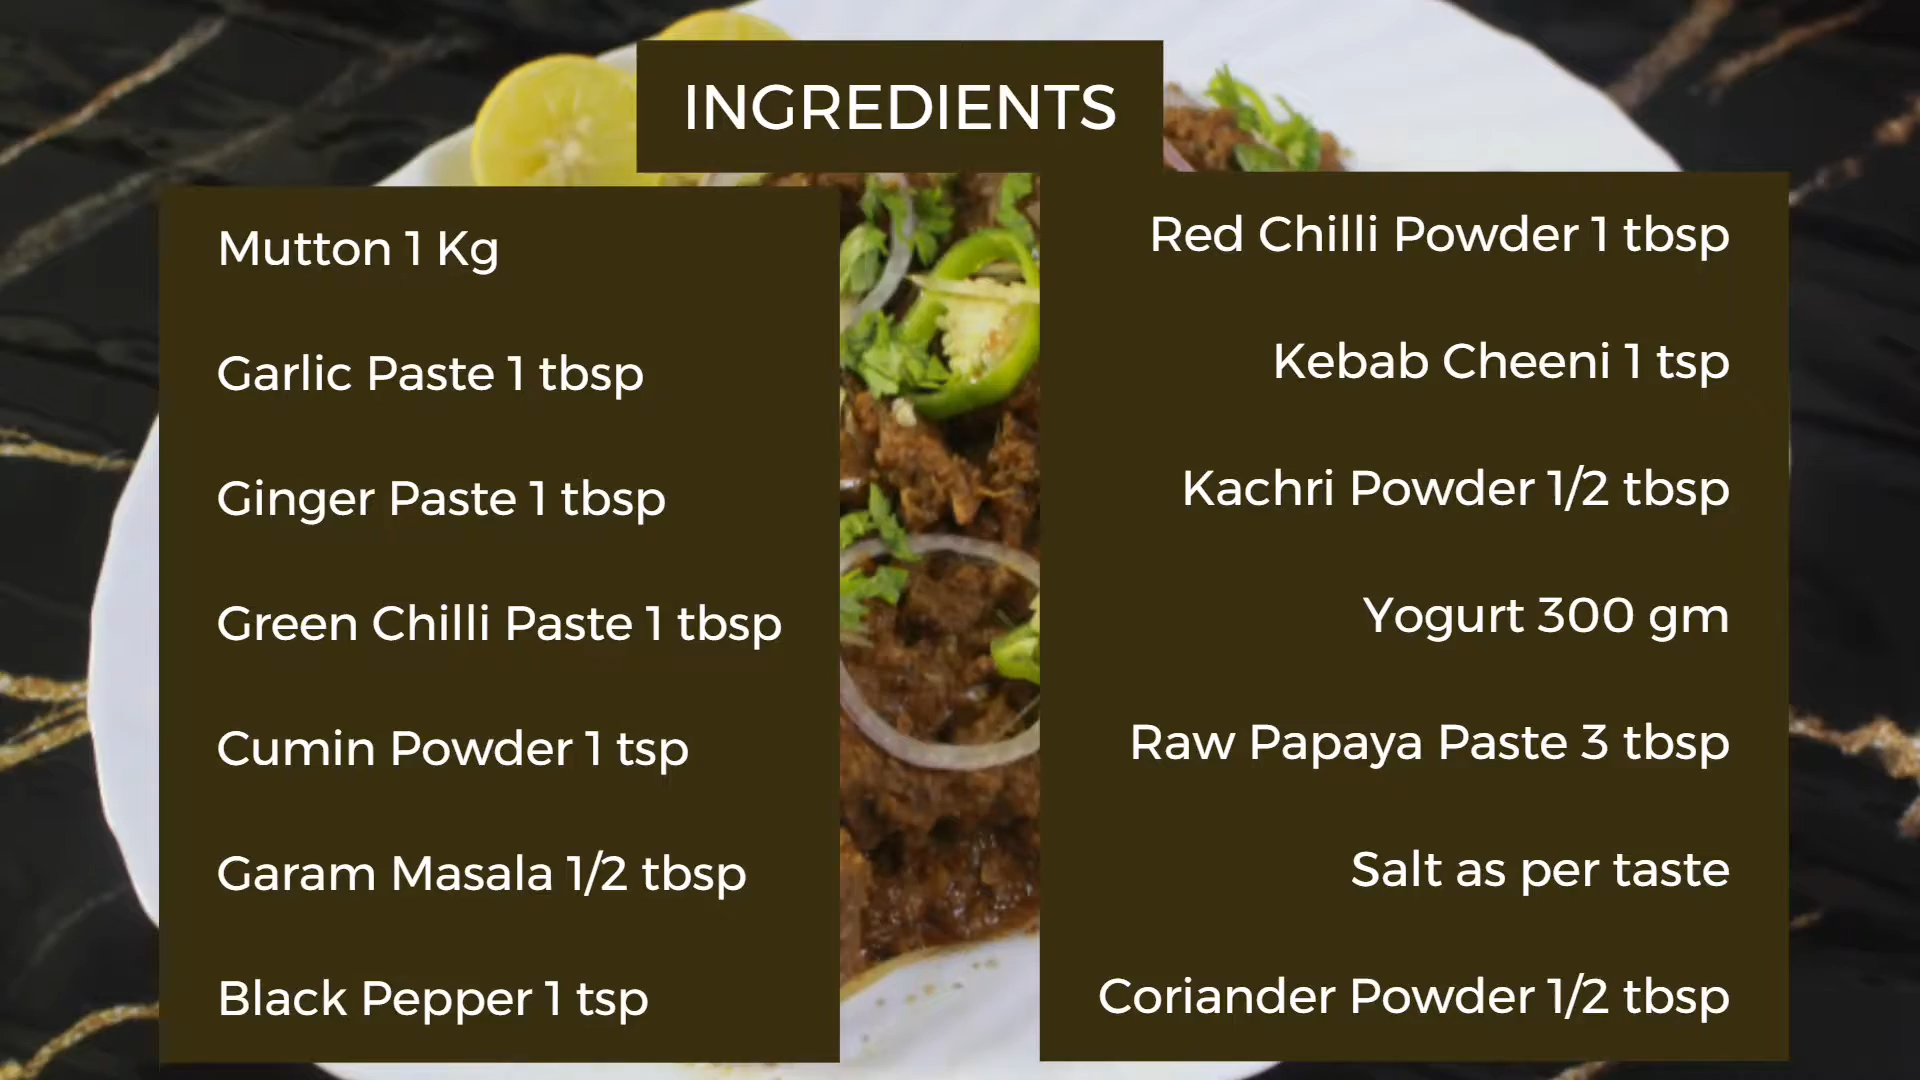 INGREDIENTS
Mutton 1 Kg
Garlic Paste 1 tbsp
Ginger Paste 1 tbsp
Green Chilli Paste 1 tbsp
Cumin Powder 1 tsp
Garam Masala 1/2 tbsp
Black Pepper 1 tsp
Red Chilli Powder 1 tbsp
Kebab Cheeni 1 tsp
Kachri Powder 1/2 tbsp
Yogurt 300 gm
Raw Papaya Paste 3 tbsp
Salt as per taste
Coriander Powder 1/2 tbsp